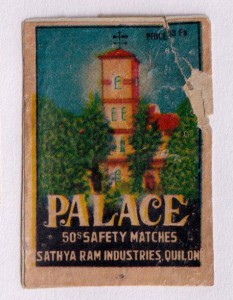 PALACE
50S SAFETY MATCHES
SATHYA RAM INDUSTRIES, QUILON